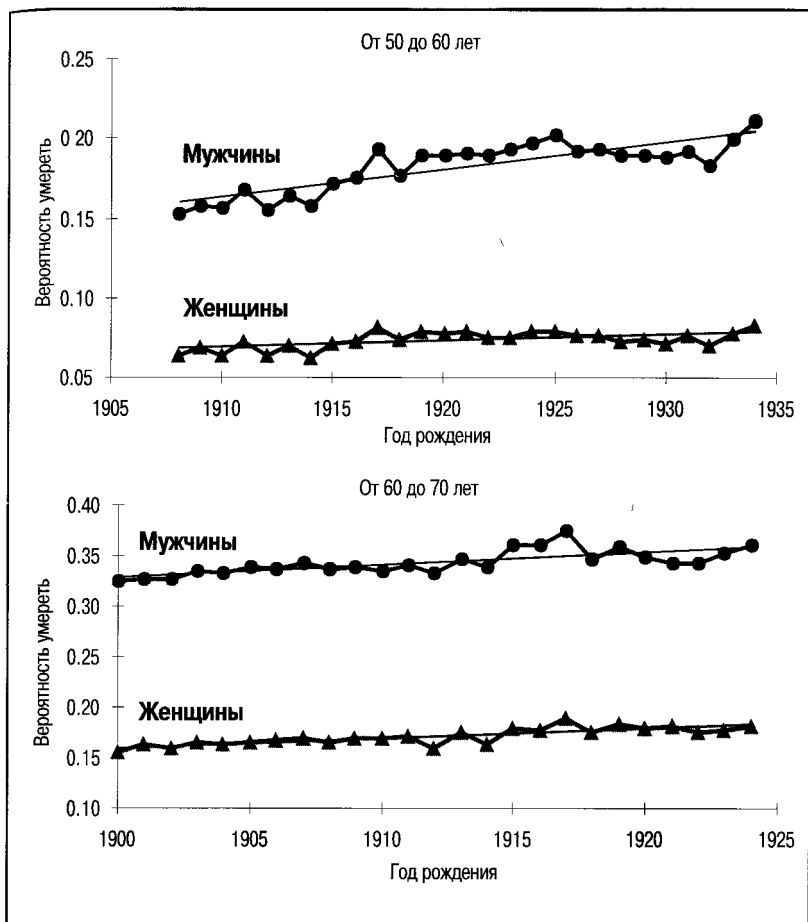 От 50 до 60 лет
0.25
0.20
0.15
0.10
0.05
Вероятность умереть
Мужчины
Женщины
1905 1910 1915 1920 1925 1930 1935
Год рождения
От 60 до 70 лет
0.40
0.35
0.30
0.25
0.20
0.15
0.10
Вероятность умереть
Мужчины
Женщины
1900 1905 1910 1915 1920 1925
Год рождения